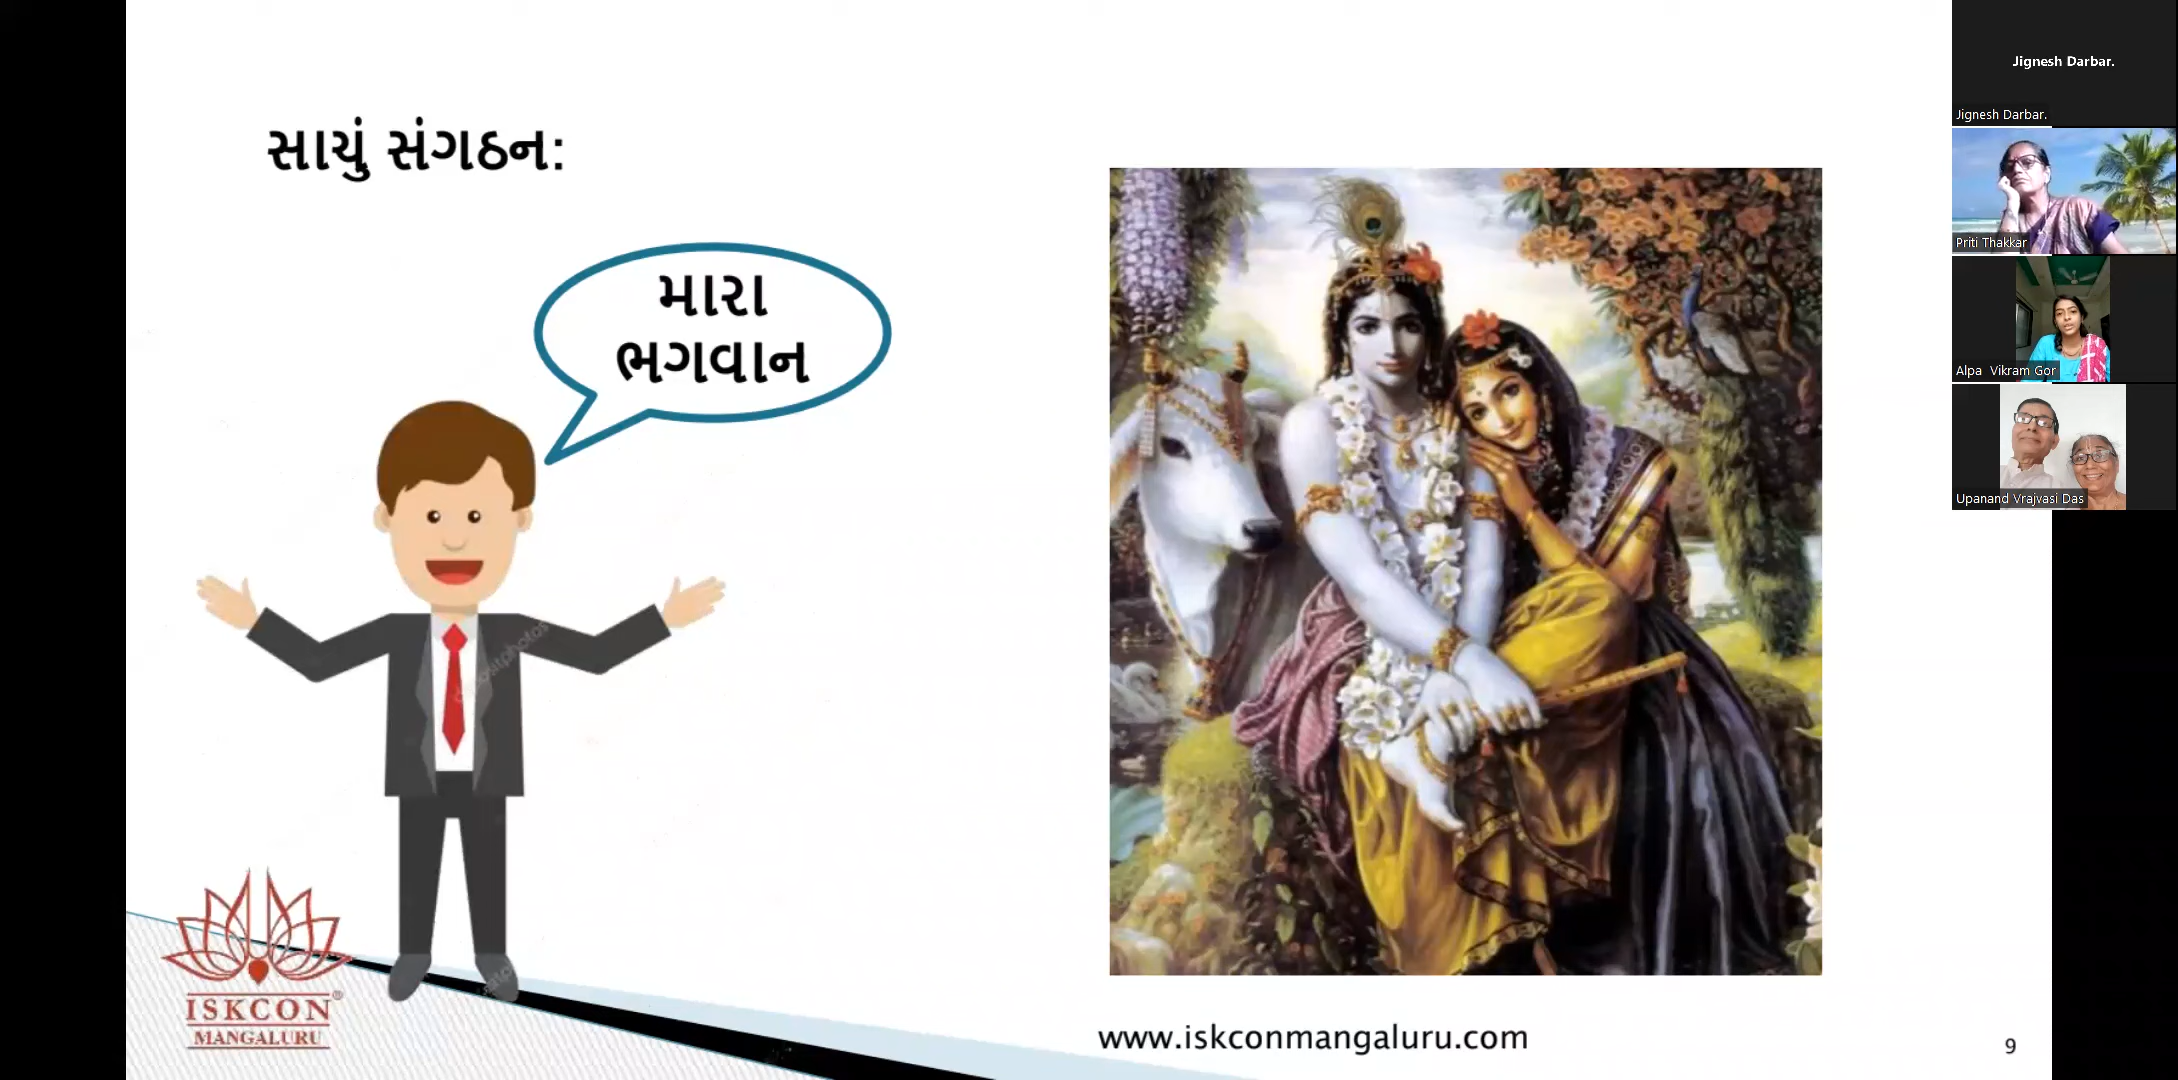 સાચું સંગઠન:
મારા
ભગવાન
ISKCON®
MANGALURU
www.iskconmangaluru.com
9
Jignesh Darbar.
Jignesh Darbar.
Priti Thakkar
Alpa Vikram Gor
Upanand Vrajvasi Das